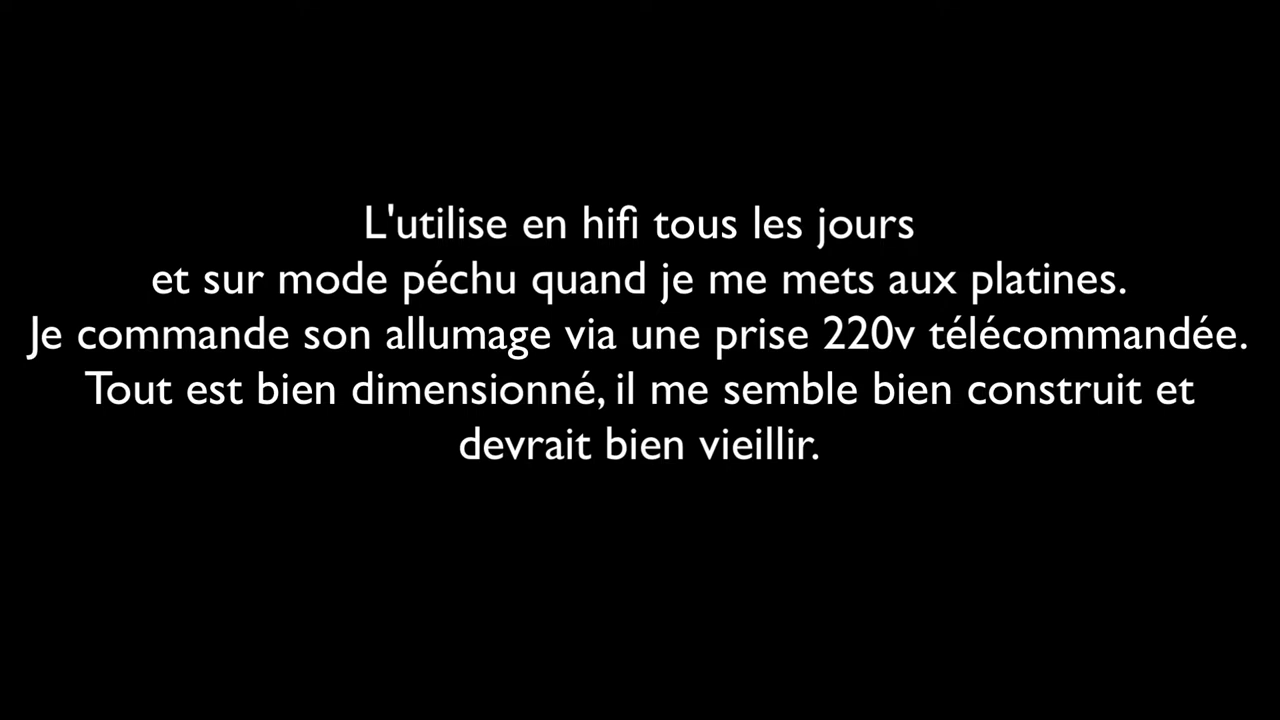 L'utilise en hifi tous les jours
et sur mode péchu quand je me mets aux platines.
Je commande son allumage via une prise 220v télécommandée.
Tout est bien dimensionné, il me semble bien construit et
devrait bien vieillir.